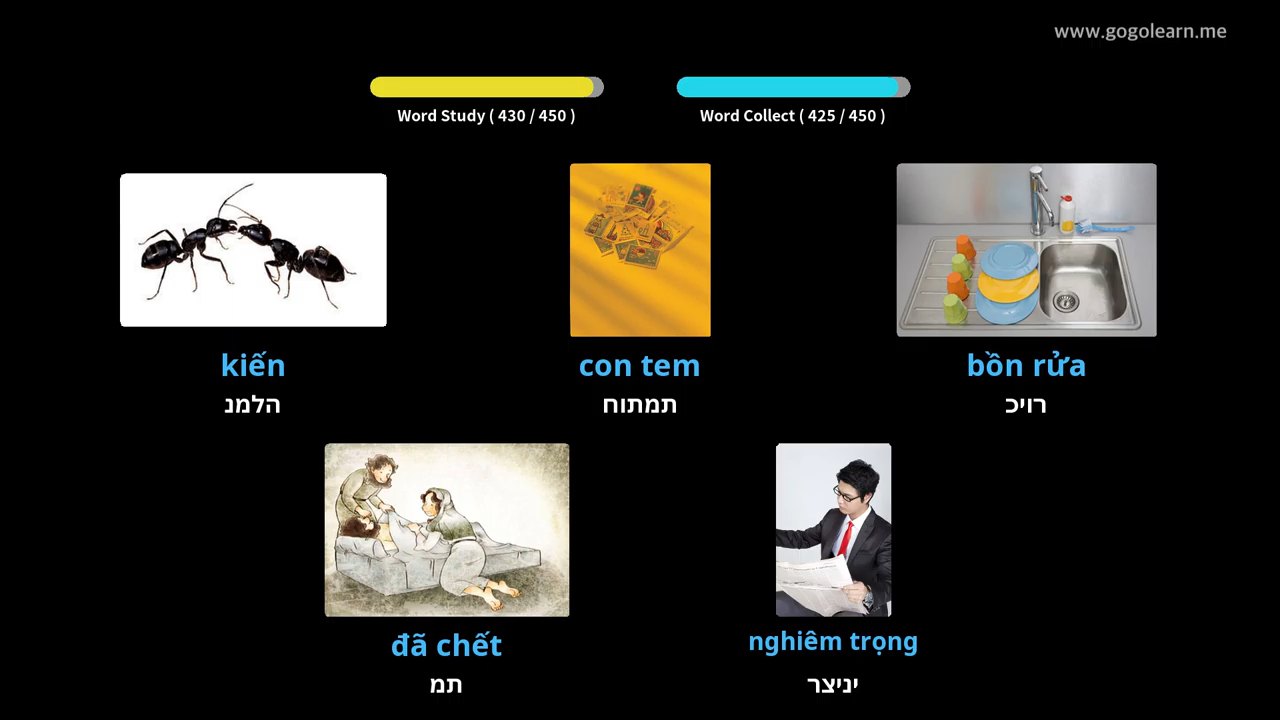 www.gogolearn.me
Word Study ( 430 / 450 )
Word Collect ( 425 / 450 )
kiến
הלמנ
con tem
תמתוח
bồn rửa
רויכ
đã chết
תמ
nghiêm trọng
יניצר